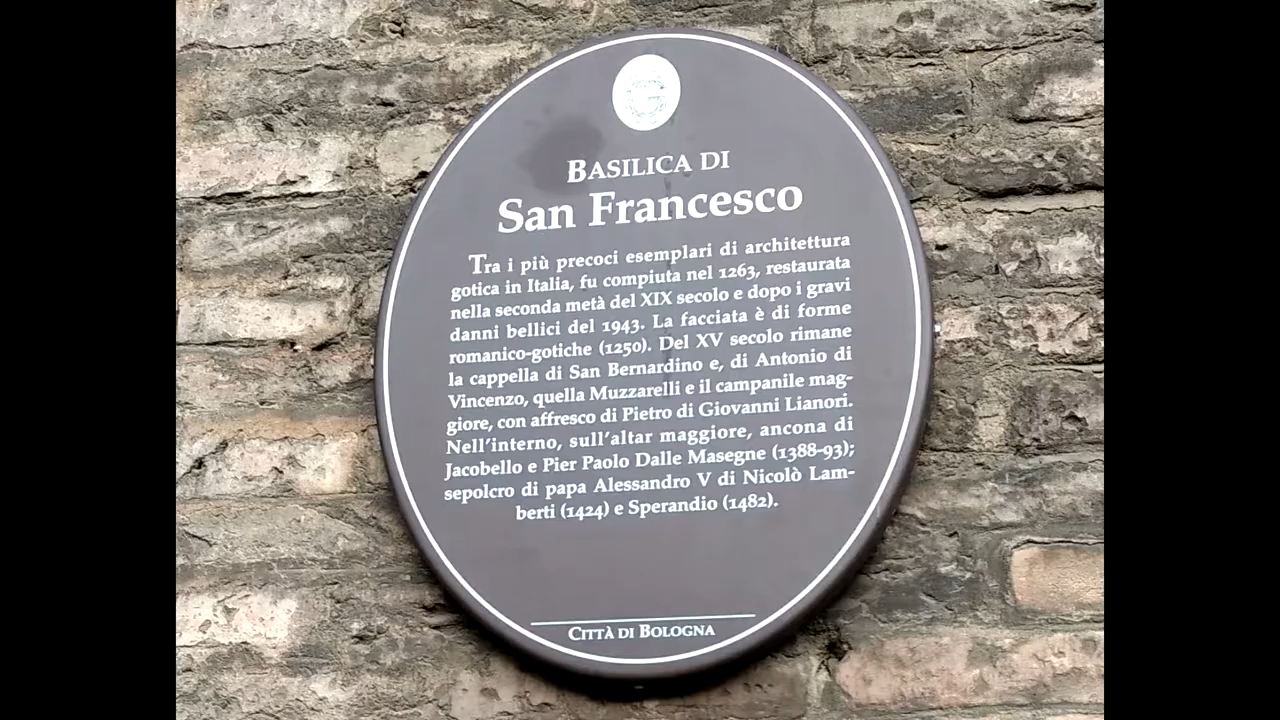 BASILICA DI
San Francesco
Tra i più precoci esemplari di architettura
gotica in Italia, fu compiuta nel 1263, restaurata
nella seconda metà del XIX secolo e dopo i gravi
danni bellici del 1943. La facciata è di forme
romanico-gotiche (1250). Del XV secolo rimane
la cappella di San Bernardino e, di Antonio di
Vincenzo, quella Muzzarelli e il campanile mag-
giore, con affresco di Pietro di Giovanni Lianori.
Nell'interno, sull'altar maggiore, ancona di
Jacobello e Pier Paolo Dalle Masegne (1388-93);
sepolcro di papa Alessandro V di Nicolò Lam-
berti (1424) e Sperandio (1482).
CITTÀ DI BOLOGNA